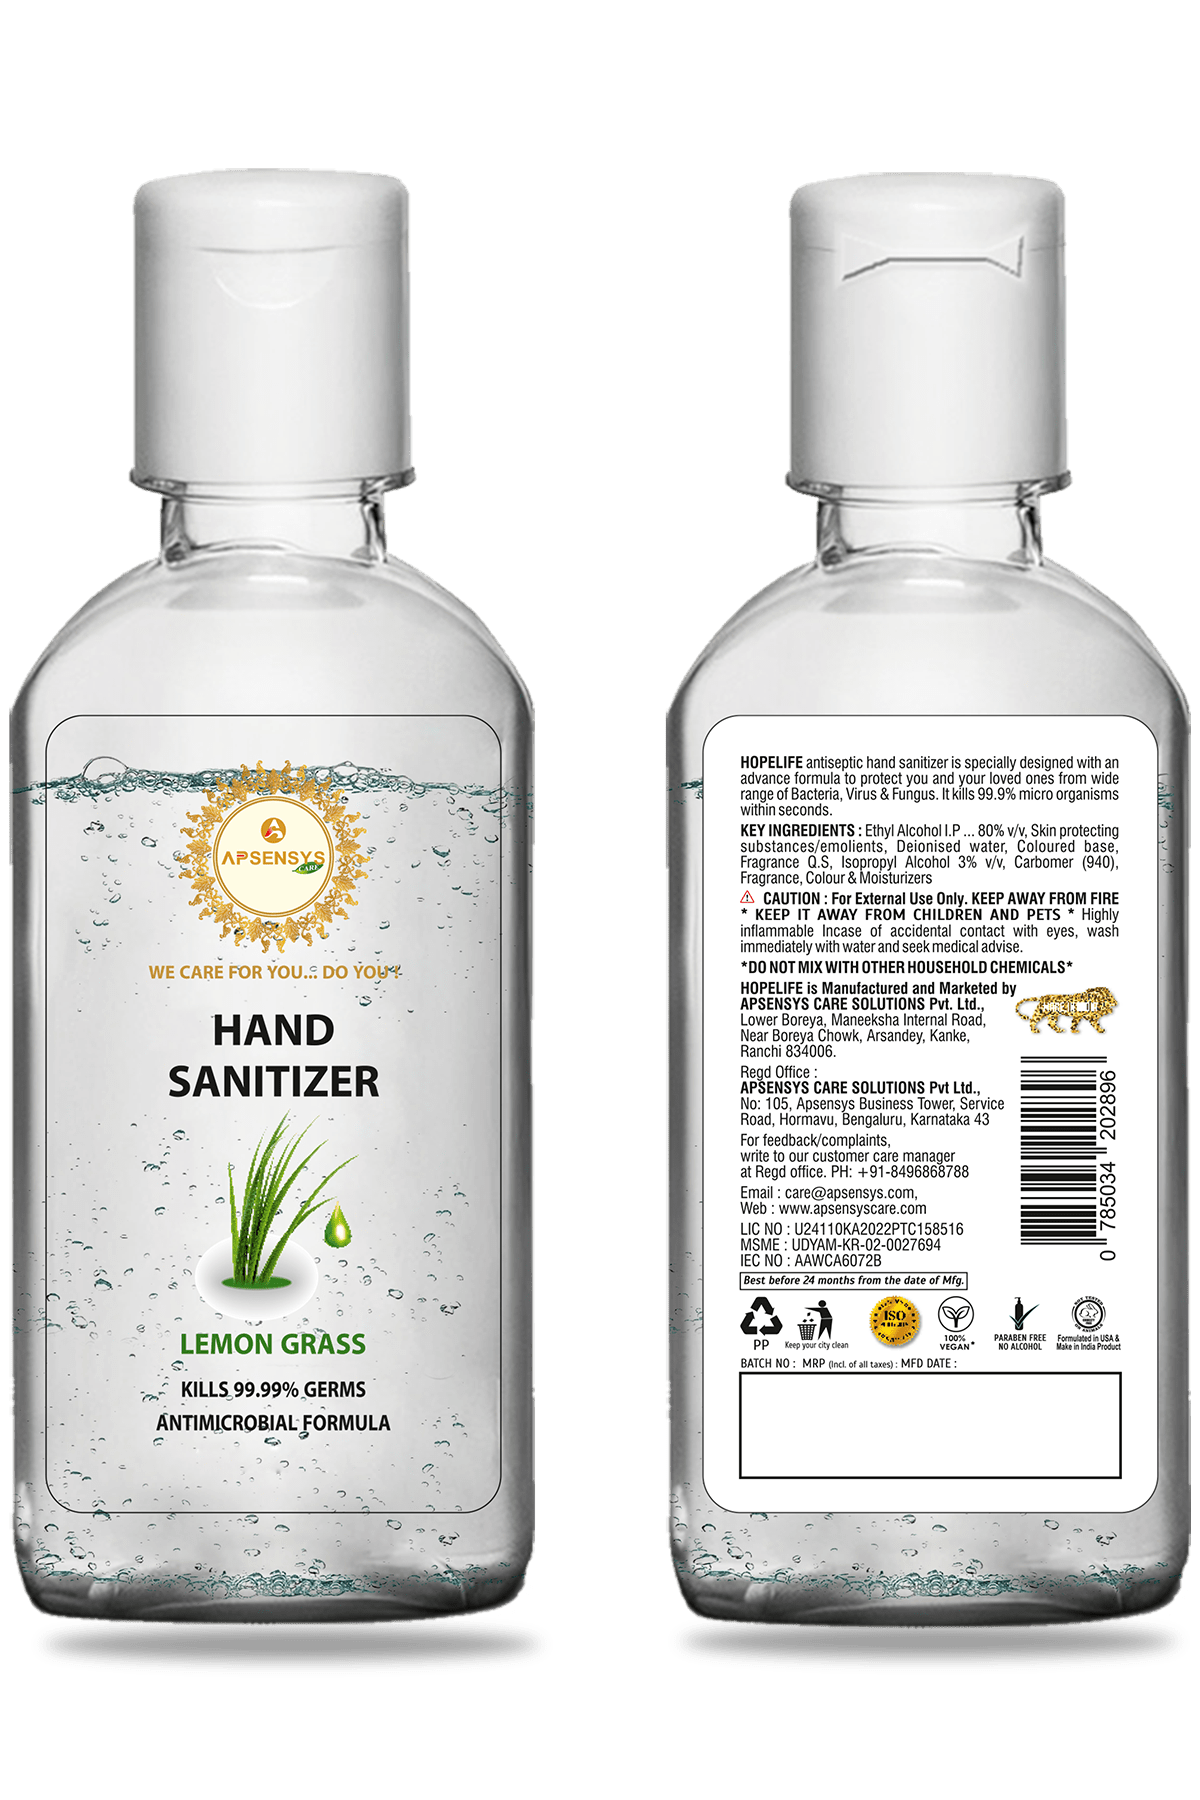 APSENSYS
CARE
WE CARE FOR YOU... DO YOU?
HAND
SANITIZER
LEMON GRASS
KILLS 99.99% GERMS
ANTIMICROBIAL FORMULA
HOPELIFE antiseptic hand sanitizer is specially designed with an
advance formula to protect you and your loved ones from wide
range of Bacteria, Virus & Fungus. It kills 99.9% micro organisms
within seconds.
KEY INGREDIENTS : Ethyl Alcohol I.P ... 80% v/v, Skin protecting
substances/emolients, Deionised water, Coloured base,
Fragrance Q.S, Isopropyl Alcohol 3% v/v, Carbomer (940),
Fragrance, Colour & Moisturizers
CAUTION : For External Use Only. KEEP AWAY FROM FIRE
* KEEP IT AWAY FROM CHILDREN AND PETS * Highly
inflammable Incase of accidental contact with eyes, wash
immediately with water and seek medical advise.
*DO NOT MIX WITH OTHER HOUSEHOLD CHEMICALS*
HOPELIFE is Manufactured and Marketed by
APSENSYS CARE SOLUTIONS Pvt. Ltd.,
Lower Boreya, Maneeksha Internal Road,
Near Boreya Chowk, Arsandey, Kanke,
Ranchi 834006.
Regd Office :
APSENSYS CARE SOLUTIONS Pvt Ltd.,
No: 105, Apsensys Business Tower, Service
Road, Hormavu, Bengaluru, Karnataka 43
For feedback/complaints,
write to our customer care manager
at Regd office. PH: +91-8496868788
Email : care@apsensys.com,
Web : www.apsensyscare.com
LIC NO : U24110KA2022PTC158516
MSME : UDYAM-KR-02-0027694
IEC NO : AAWCA6072B
Best before 24 months from the date of Mfg.
0 785034 202896
PP
Keep your city clean
ISO
100%
VEGAN*
PARABEN FREE
NO ALCOHOL
NOT TESTED
ON ANIMALS
Formulated in USA &
Make in India Product
BATCH NO : MRP (Incl. of all taxes) : MFD DATE :